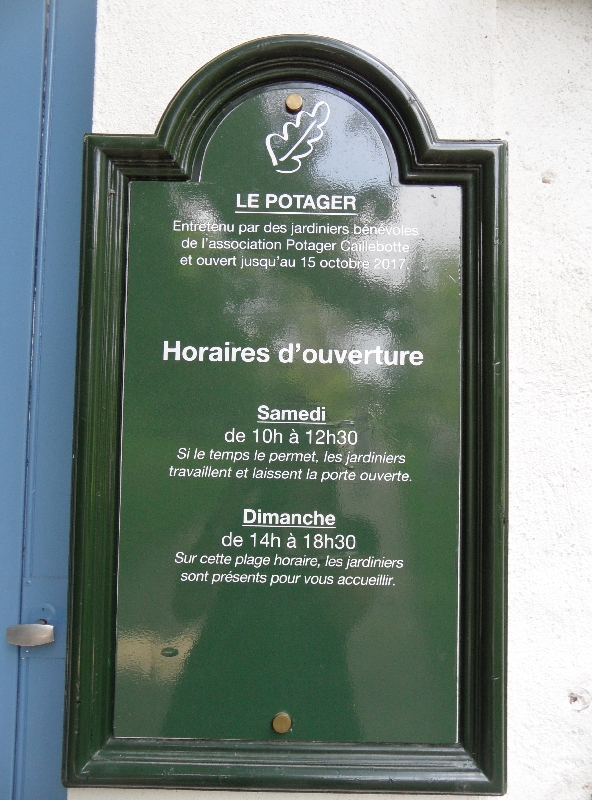 LE POTAGER
Entretenu par des jardiniers bénévoles
de l'association Potager Caillebotte
et ouvert jusqu'au 15 octobre 2017.
Horaires d'ouverture
Samedi
de 10h à 12h30
Si le temps le permet, les jardiniers
travaillent et laissent la porte ouverte.
Dimanche
de 14h à 18h30
Sur cette plage horaire, les jardiniers
sont présents pour vous accueillir.